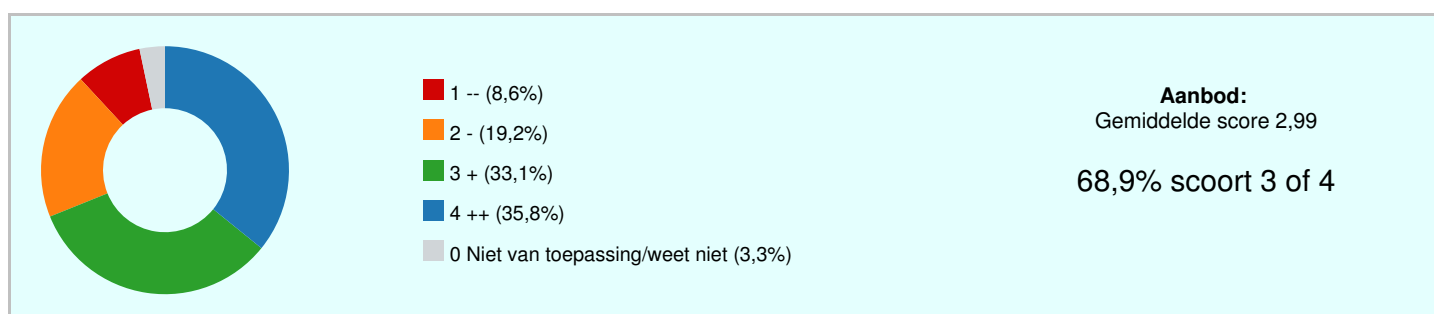 1 -- (8,6%)
2 - (19,2%)
3 + (33,1%)
4 ++ (35,8%)
0 Niet van toepassing/weet niet (3,3%)
Aanbod:
Gemiddelde score 2,99
68,9% scoort 3 of 4